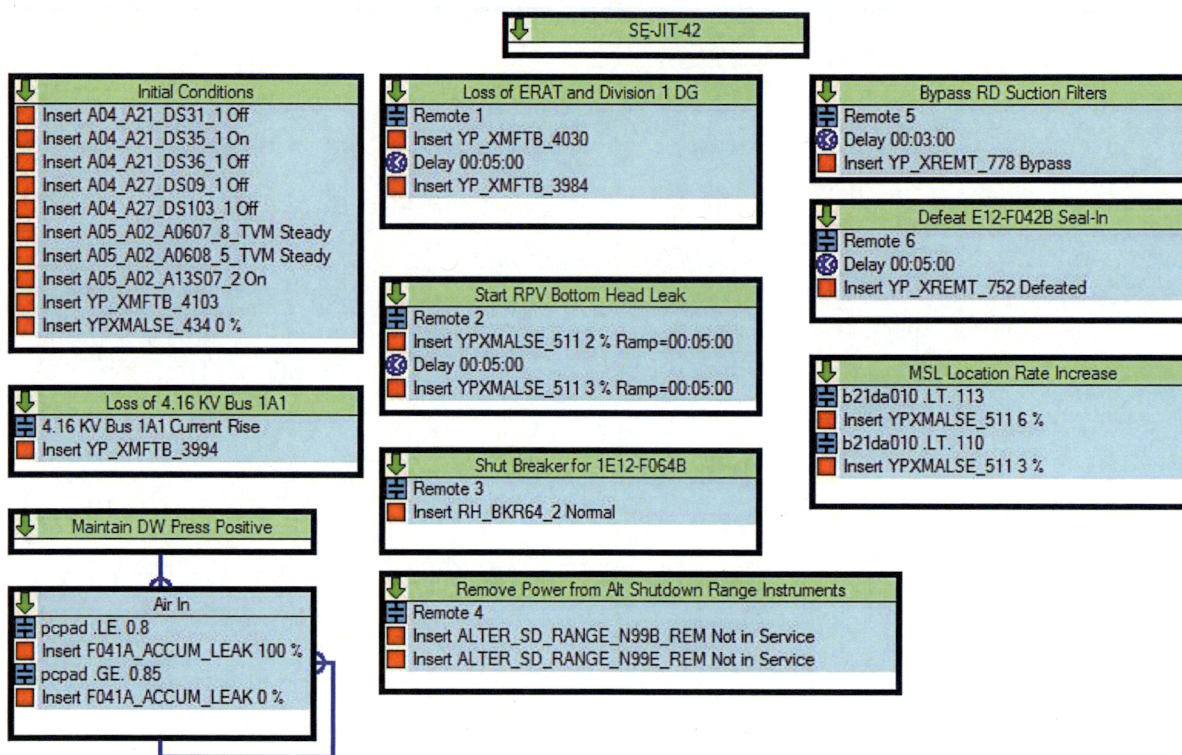 SE-JIT-42
Initial Conditions
Insert A04_A21_DS31_1 Off
Insert A04_A21_DS35_1 On
Insert A04_A21_DS36_1 Off
Insert A04_A27_DS09_1 Off
Insert A04_A27_DS103_1 Off
Insert A05_A02_A0607_8_TVM Steady
Insert A05_A02_A0608_5_TVM Steady
Insert A05_A02_A13S07_2 On
Insert YP_XMFTB_4103
Insert YPXMALSE_434 0 %
Loss of 4.16 KV Bus 1A1
4.16 KV Bus 1A1 Current Rise
Insert YP_XMFTB_3994
Maintain DW Press Positive
Air In
pcpad .LE. 0.8
Insert F041A_ACCUM_LEAK 100 %
pcpad .GE. 0.85
Insert F041A_ACCUM_LEAK 0 %
Loss of ERAT and Division 1 DG
Remote 1
Insert YP_XMFTB_4030
Delay 00:05:00
Insert YP_XMFTB_3984
Start RPV Bottom Head Leak
Remote 2
Insert YPXMALSE_511 2 % Ramp=00:05:00
Delay 00:05:00
Insert YPXMALSE_511 3 % Ramp=00:05:00
Shut Breaker for 1E12-F064B
Remote 3
Insert RH_BKR64_2 Normal
Remove Power from Alt Shutdown Range Instruments
Remote 4
Insert ALTER_SD_RANGE_N99B_REM Not in Service
Insert ALTER_SD_RANGE_N99E_REM Not in Service
Bypass RD Suction Filters
Remote 5
Delay 00:03:00
Insert YP_XREMT_778 Bypass
Defeat E12-F042B Seal-In
Remote 6
Delay 00:05:00
Insert YP_XREMT_752 Defeated
MSL Location Rate Increase
b21da010 .LT. 113
Insert YPXMALSE_511 6 %
b21da010 .LT. 110
Insert YPXMALSE_511 3 %